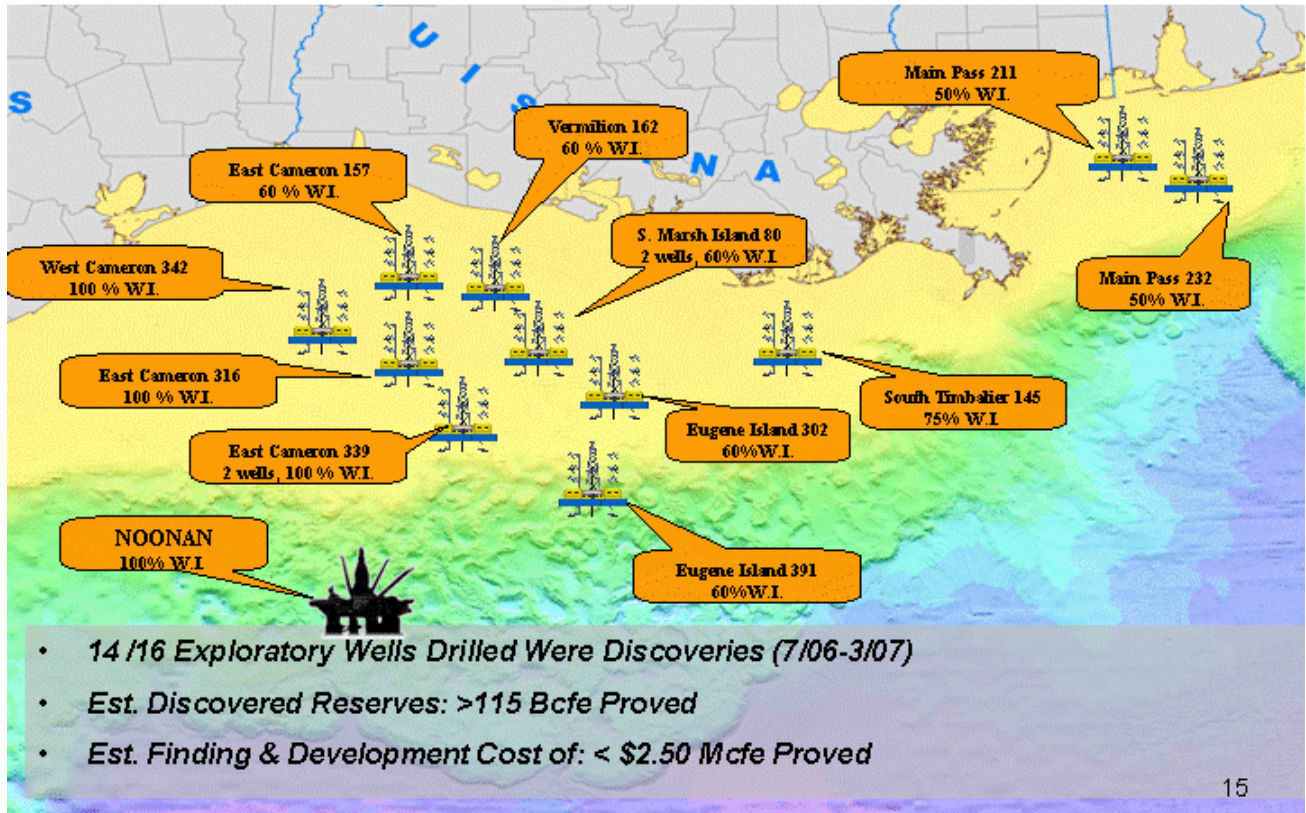 S
U
I
S
N
A
Main Pass 211
50% W.I.
Vermilion 162
60 % W.I.
East Cameron 157
60 % W.I.
S. Marsh Island 80
2 wells, 60% W.I.
West Cameron 342
100 % W.I.
Main Pass 232
50% W.I.
East Cameron 316
100 % W.I.
South Timbalier 145
75% W.I.
Eugene Island 302
60%W.I.
East Cameron 339
2 wells, 100 % W.I.
NOONAN
100% W.I
Eugene Island 391
60%W.I.
• 14 /16 Exploratory Wells Drilled Were Discoveries (7/06-3/07)
• Est. Discovered Reserves: >115 Bcfe Proved
• Est. Finding & Development Cost of: < $2.50 Mcfe Proved
15